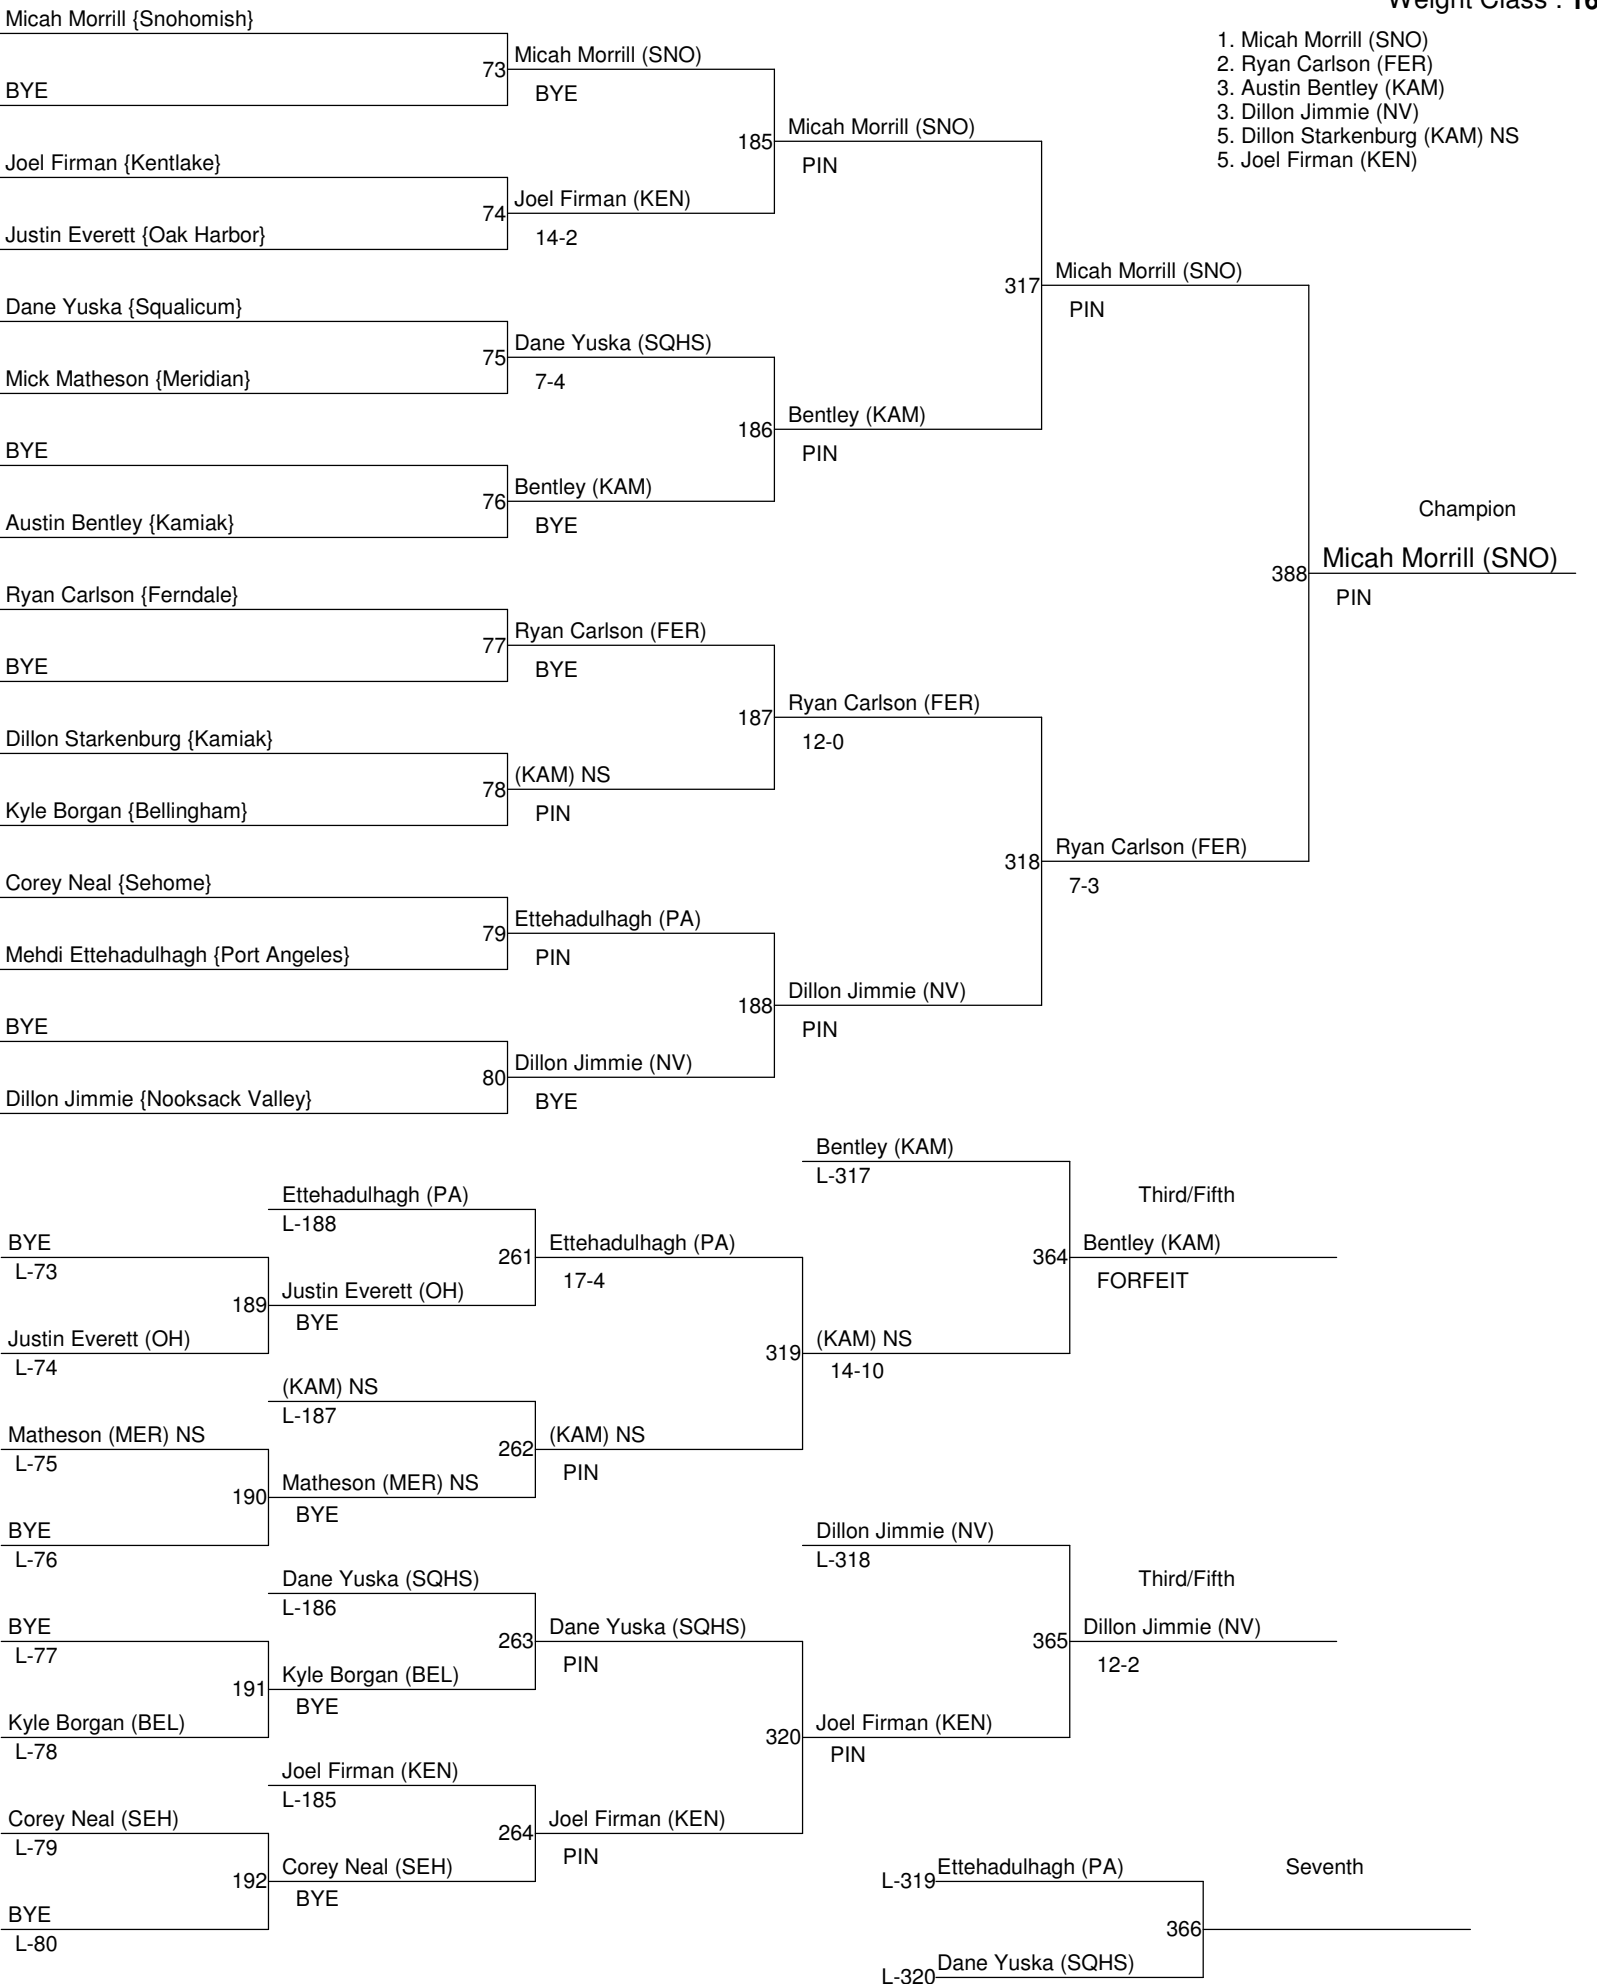 Weight Class : 16
1. Micah Morrill (SNO)
2. Ryan Carlson (FER)
3. Austin Bentley (KAM)
3. Dillon Jimmie (NV)
5. Dillon Starkenburg (KAM) NS
5. Joel Firman (KEN)
Micah Morrill {Snohomish}
73 Micah Morrill (SNO)
BYE
BYE
185 Micah Morrill (SNO)
PIN
Joel Firman {Kentlake}
74 Joel Firman (KEN)
Justin Everett {Oak Harbor}
14-2
317 Micah Morrill (SNO)
PIN
Dane Yuska {Squalicum}
75 Dane Yuska (SQHS)
Mick Matheson {Meridian}
7-4
186 Bentley (KAM)
PIN
BYE
76 Bentley (KAM)
Austin Bentley {Kamiak}
BYE
Champion
388 Micah Morrill (SNO)
PIN
Ryan Carlson {Ferndale}
77 Ryan Carlson (FER)
BYE
BYE
187 Ryan Carlson (FER)
12-0
Dillon Starkenburg {Kamiak}
78 (KAM) NS
Kyle Borgan {Bellingham}
PIN
318 Ryan Carlson (FER)
7-3
Corey Neal {Sehome}
79 Ettehadulhagh (PA)
Mehdi Ettehadulhagh {Port Angeles}
PIN
188 Dillon Jimmie (NV)
PIN
BYE
80 Dillon Jimmie (NV)
Dillon Jimmie {Nooksack Valley}
BYE
Bentley (KAM)
L-317
Third/Fifth
Ettehadulhagh (PA)
L-188
BYE
L-73
261 Ettehadulhagh (PA)
17-4
364 Bentley (KAM)
FORFEIT
189 Justin Everett (OH)
BYE
Justin Everett (OH)
L-74
319 (KAM) NS
14-10
(KAM) NS
L-187
Matheson (MER) NS
L-75
262 (KAM) NS
PIN
190 Matheson (MER) NS
BYE
BYE
L-76
Dillon Jimmie (NV)
L-318
Third/Fifth
Dane Yuska (SQHS)
L-186
BYE
L-77
263 Dane Yuska (SQHS)
PIN
365 Dillon Jimmie (NV)
12-2
191 Kyle Borgan (BEL)
BYE
Kyle Borgan (BEL)
L-78
320 Joel Firman (KEN)
PIN
Joel Firman (KEN)
L-185
Corey Neal (SEH)
L-79
264 Joel Firman (KEN)
PIN
192 Corey Neal (SEH)
BYE
BYE
L-80
L-319 Ettehadulhagh (PA)
Seventh
366
L-320 Dane Yuska (SQHS)